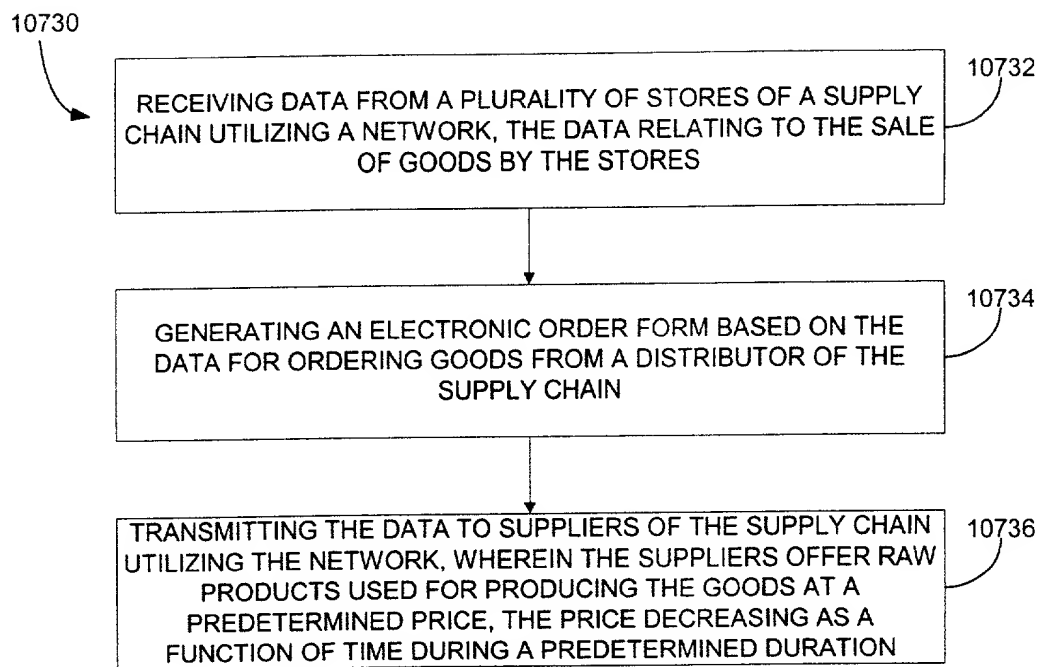 10730
10732
RECEIVING DATA FROM A PLURALITY OF STORES OF A SUPPLY
CHAIN UTILIZING A NETWORK, THE DATA RELATING TO THE SALE
OF GOODS BY THE STORES
10734
GENERATING AN ELECTRONIC ORDER FORM BASED ON THE
DATA FOR ORDERING GOODS FROM A DISTRIBUTOR OF THE
SUPPLY CHAIN
10736
TRANSMITTING THE DATA TO SUPPLIERS OF THE SUPPLY CHAIN
UTILIZING THE NETWORK, WHEREIN THE SUPPLIERS OFFER RAW
PRODUCTS USED FOR PRODUCING THE GOODS AT A
PREDETERMINED PRICE, THE PRICE DECREASING AS A
FUNCTION OF TIME DURING A PREDETERMINED DURATION